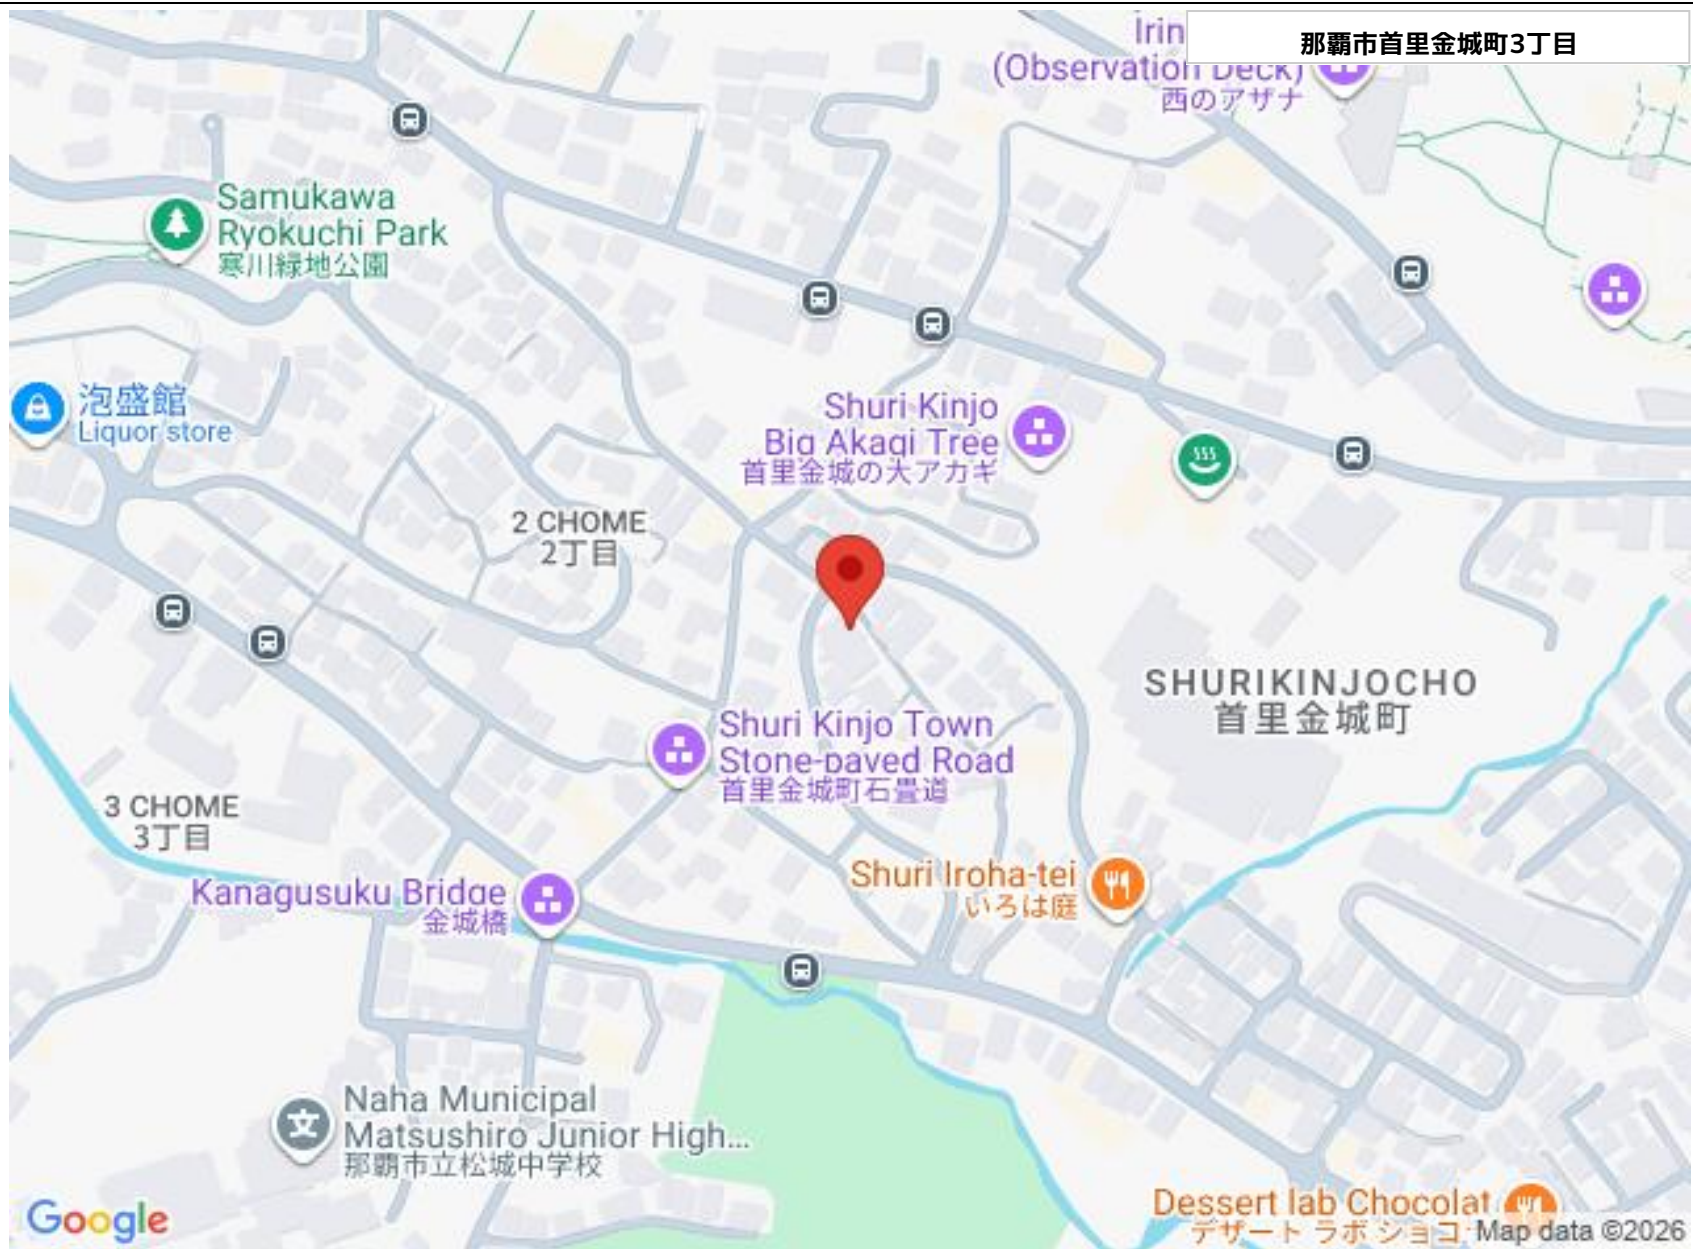 那覇市首里金城町3丁目
Irin
(Observation Deck)
西のアザナ
Samukawa
Ryokuchi Park
寒川緑地公園
泡盛館
Liquor store
Shuri Kinjo
Big Akagi Tree
首里金城の大アカギ
2 CHOME
2丁目
SHURIKINJOCHO
首里金城町
Shuri Kinjo Town
Stone-paved Road
首里金城町石畳道
3 CHOME
3丁目
Kanagusuku Bridge
金城橋
Shuri Iroha-tei
いろは庭
Naha Municipal
Matsushiro Junior High...
那覇市立松城中学校
文
Dessert lab Chocolat
デザート ラボ ショコ
Google
Map data ©2026